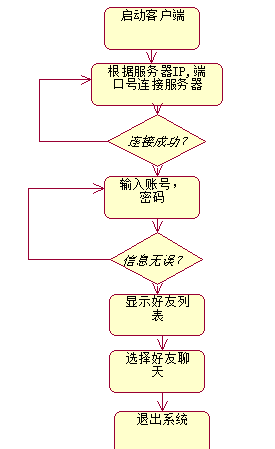 启动客户端
根据服务器IP,端
口号连接服务器
连接成功?
输入账号,
密码
信息无误?
显示好友列
表
选择好友聊
天
退出系统